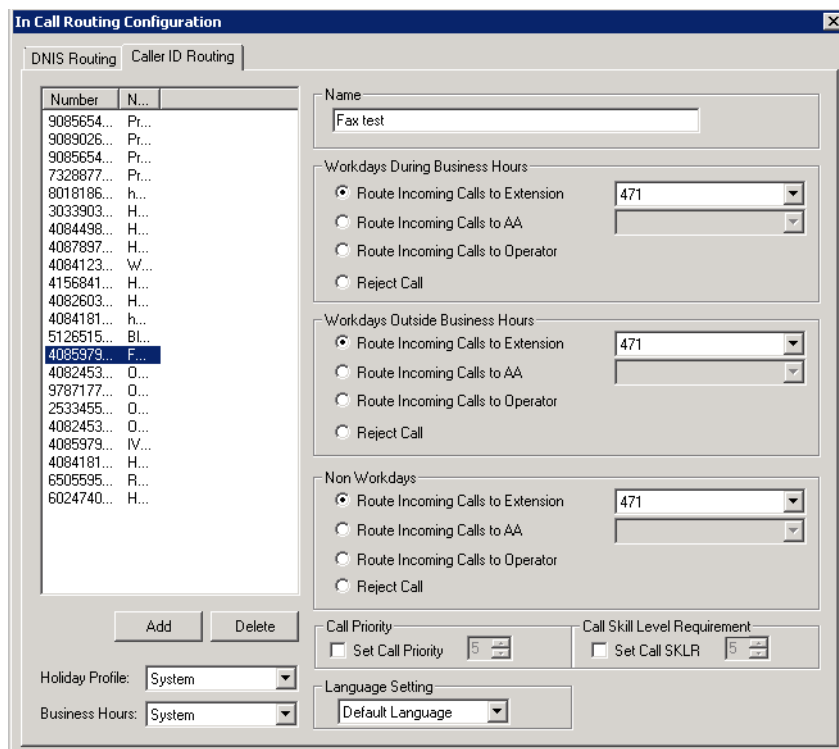 In Call Routing Configuration
DNIS Routing Caller ID Routing
Number N...
9085654... Pr...
9089026... Pr...
9085654... Pr...
7328877... Pr...
8018186... h...
3033903... H...
4084498... H...
4087897... H...
4084123... W...
4156841... H...
4082603... H...
4084181... h...
5126515... Bl...
4085979... F...
4082453... O...
9787177... O...
2533455... O...
4082453... O...
4085979... IV...
4084181... H...
6505595... R...
6024740... H...
Add Delete
Holiday Profile: System
Business Hours: System
Name
Fax test
Workdays During Business Hours
Route Incoming Calls to Extension 471
Route Incoming Calls to AA
Route Incoming Calls to Operator
Reject Call
Workdays Outside Business Hours
Route Incoming Calls to Extension 471
Route Incoming Calls to AA
Route Incoming Calls to Operator
Reject Call
Non Workdays
Route Incoming Calls to Extension 471
Route Incoming Calls to AA
Route Incoming Calls to Operator
Reject Call
Call Priority
Set Call Priority 5
Call Skill Level Requirement
Set Call SKLR 5
Language Setting
Default Language